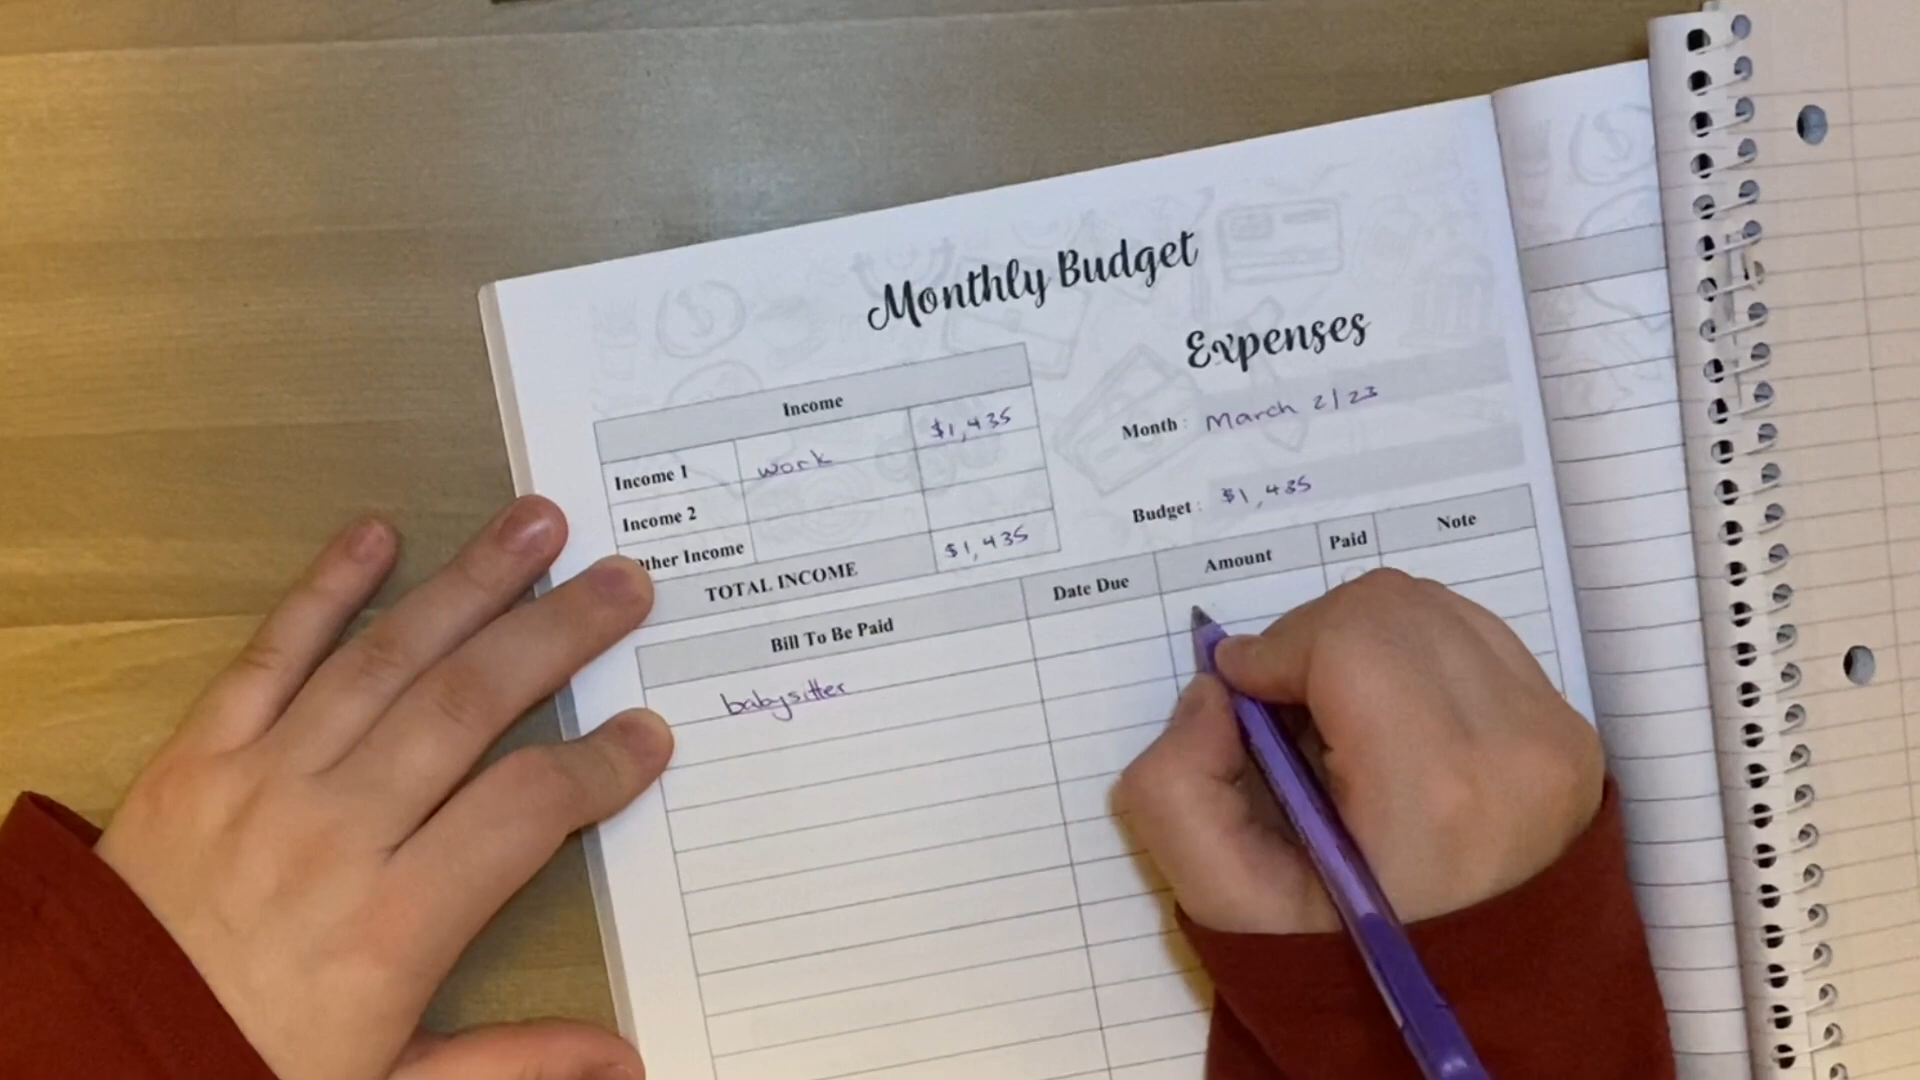 Monthly Budget
Expenses
Income
Income 1 work $1,435
Income 2
Other Income
TOTAL INCOME $1,435
Month : March 2/23
Budget : $1,435
Bill To Be Paid Date Due Amount Paid Note
babysitter